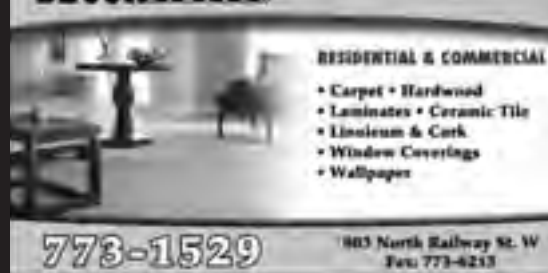 RESIDENTIAL & COMMERCIAL
• Carpet • Hardwood
• Laminates • Ceramic Tile
• Linoleum & Cork
• Window Coverings
• Wallpaper
773-1529
North Railway St. W
Fax: 773-6213